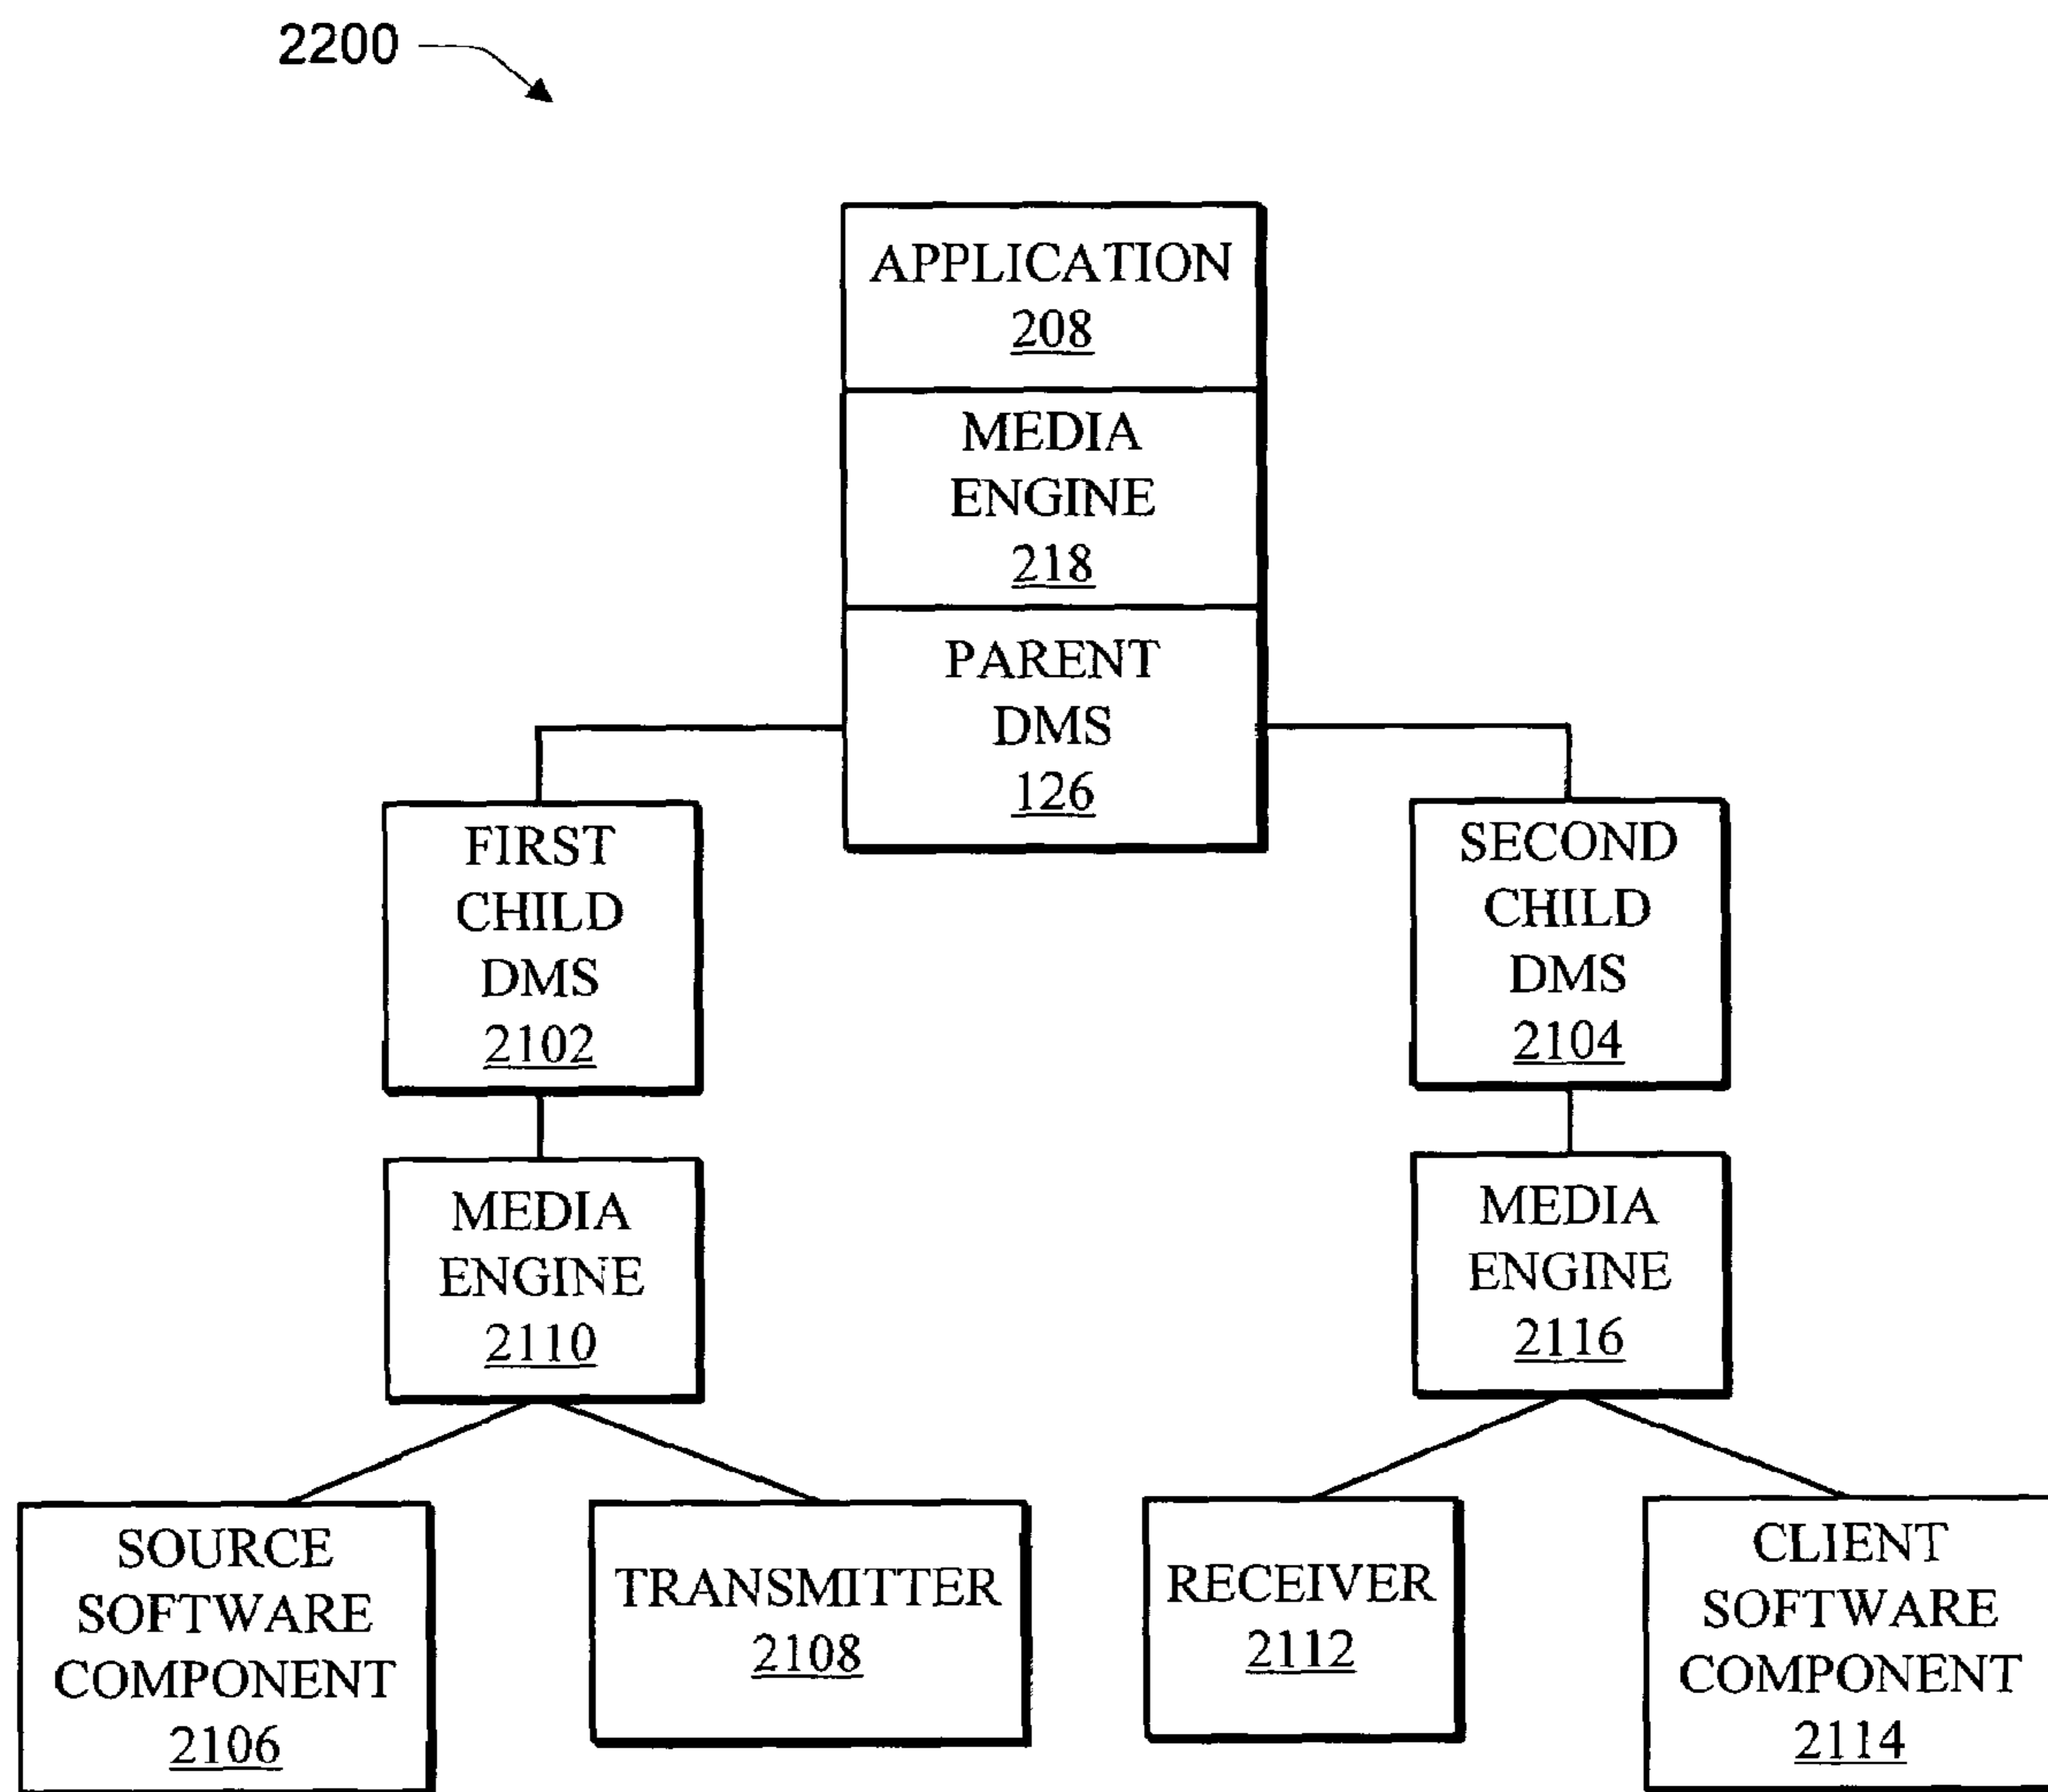 2200
APPLICATION
208
MEDIA
ENGINE
218
PARENT
DMS
126
FIRST
CHILD
DMS
2102
SECOND
CHILD
DMS
2104
MEDIA
ENGINE
2110
MEDIA
ENGINE
2116
SOURCE
SOFTWARE
COMPONENT
2106
TRANSMITTER
2108
RECEIVER
2112
CLIENT
SOFTWARE
COMPONENT
2114